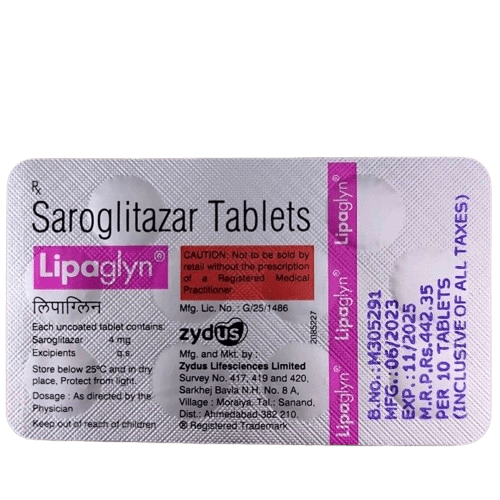 Rx
Saroglitazar Tablets
Lipaglyn®
लिपाग्लिन
Each uncoated tablet contains:
Saroglitazar 4 mg
Excipients q.s.
Store below 25°C and in dry
place, Protect from light.
Dosage : As directed by the
Physician
Keep out of reach of children
CAUTION: Not to be sold by
retail without the prescription
of a Registered Medical
Practitioner.
Mfg. Lic. No. : G/25/1486
zydus
Mfg. and Mkt. by :
Zydus Lifesciences Limited
Survey No. 417, 419 and 420,
Sarkhej Bavla N.H. No. 8 A,
Village : Moraiya, Tal.: Sanand,
Dist.: Ahmedabad-382 210.
® Registered Trademark
2085227
Lipaglyn®
Lipaglyn®
Lipaglyn®
B.No.: M305291
MFG.:06/2023
EXP.:11/2025
M.R.P.Rs.442.35
PER 10 TABLETS
(INCLUSIVE OF ALL TAXES)